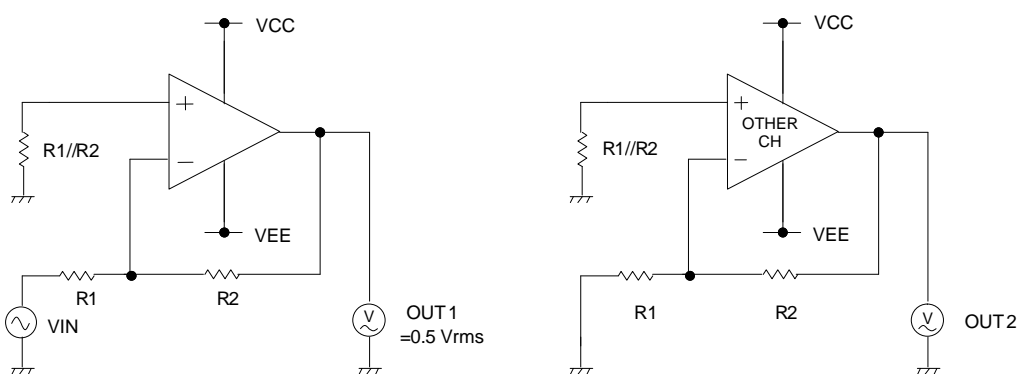 VCC
+
R1//R2
−
VEE
R1
R2
VIN
V
OUT1
=0.5 Vrms
VCC
+
OTHER
CH
R1//R2
−
VEE
R1
R2
V
OUT2